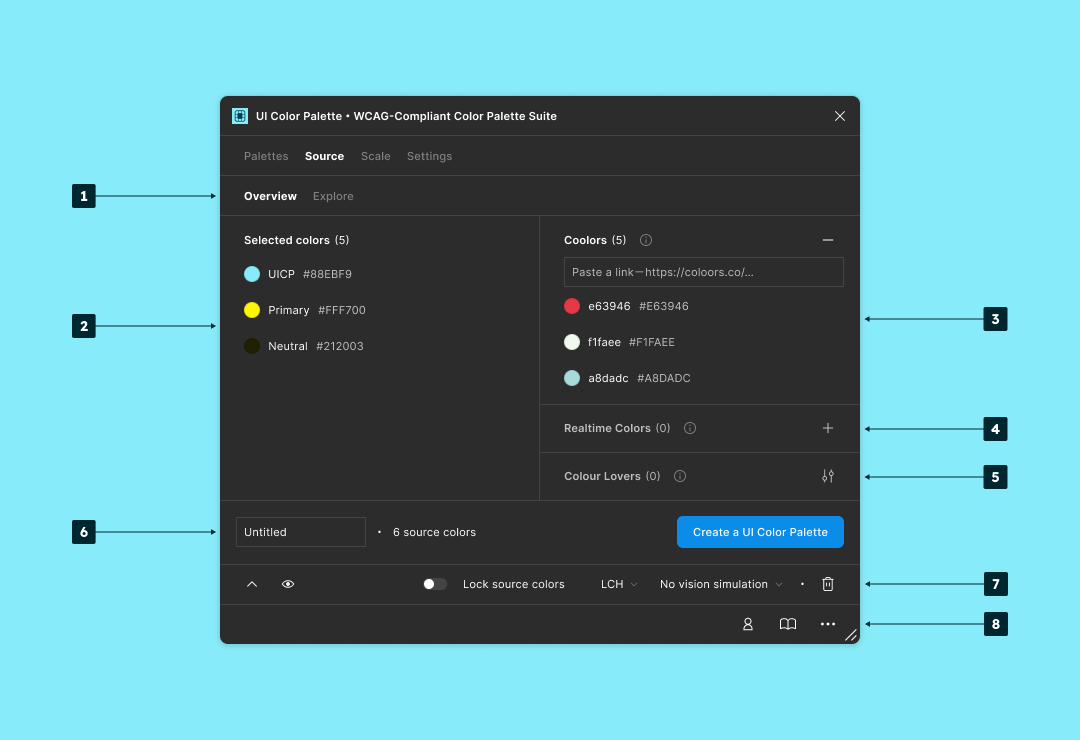 UI Color Palette • WCAG-Compliant Color Palette Suite
Palettes Source Scale Settings
1
Overview Explore
Selected colors (5)
UICP #88EBF9
2
Primary #FFF700
Neutral #212003
Coolors (5)
Paste a link—https://coloors.co/...
e63946 #E63946
3
f1faee #F1FAEE
a8dadc #A8DADC
Realtime Colors (0)
4
Colour Lovers (0)
5
6
Untitled • 6 source colors Create a UI Color Palette
Lock source colors LCH No vision simulation •
7
8